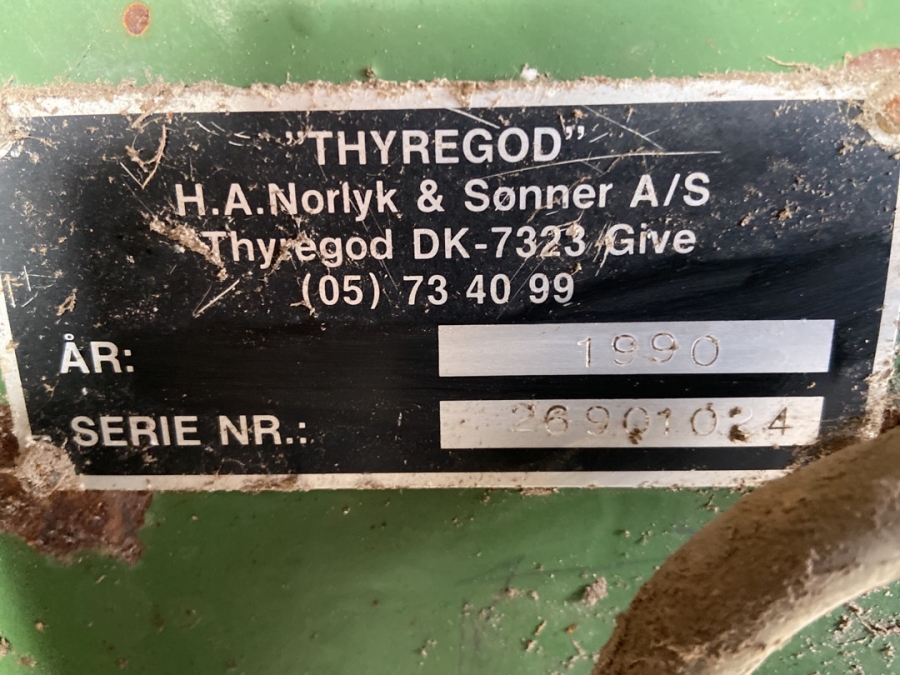 "THYREGOD"
H.A.Norlyk & Sønner A/S
Thyregod DK-7323 Give
(05) 73 40 99
ÅR: 1990
SERIE NR.: 26901024